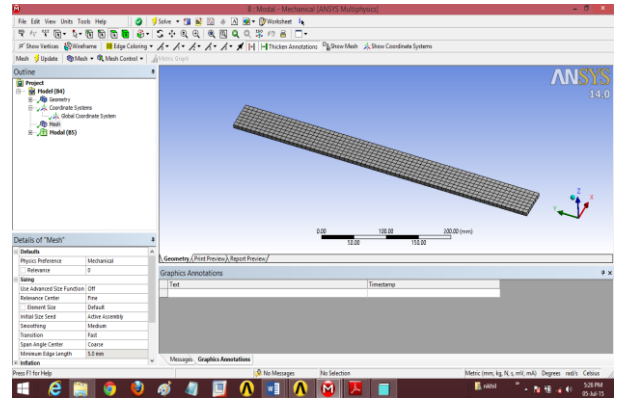 B : Modal - Mechanical [ANSYS Multiphysics]
File Edit View Units Tools Help Solve Worksheet
Show Vertices Wireframe Edge Coloring Thicken Annotations Show Mesh Show Coordinate Systems
Mesh Update Mesh Mesh Control Metric Graph
Outline
Project
Model (B4)
Geometry
Coordinate Systems
Global Coordinate System
Mesh
Modal (B5)
ANSYS
14.0
Z
X
Y
0.00 100.00 200.00 (mm)
50.00 150.00
Geometry Print Preview Report Preview
Details of "Mesh"
Defaults
Physics Preference Mechanical
Relevance 0
Sizing
Use Advanced Size Function Off
Relevance Center Fine
Element Size Default
Initial Size Seed Active Assembly
Smoothing Medium
Transition Fast
Span Angle Center Coarse
Minimum Edge Length 5.0 mm
Inflation
Graphics Annotations
Text Timestamp
Messages Graphics Annotations
Press F1 for Help No Messages No Selection Metric (mm, kg, N, s, mV, mA) Degrees rad/s Celsius
nikhil
5:26 PM
05-Jul-15